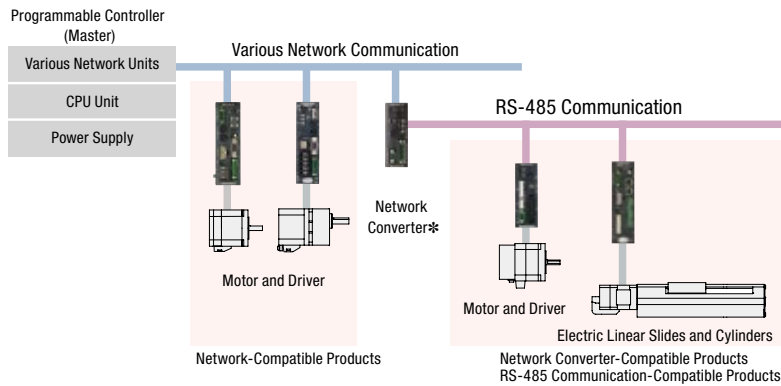 Programmable Controller
(Master)
Various Network Units
CPU Unit
Power Supply
Various Network Communication
RS-485 Communication
Network
Converter*
Motor and Driver
Motor and Driver
Electric Linear Slides and Cylinders
Network-Compatible Products
Network Converter-Compatible Products
RS-485 Communication-Compatible Products